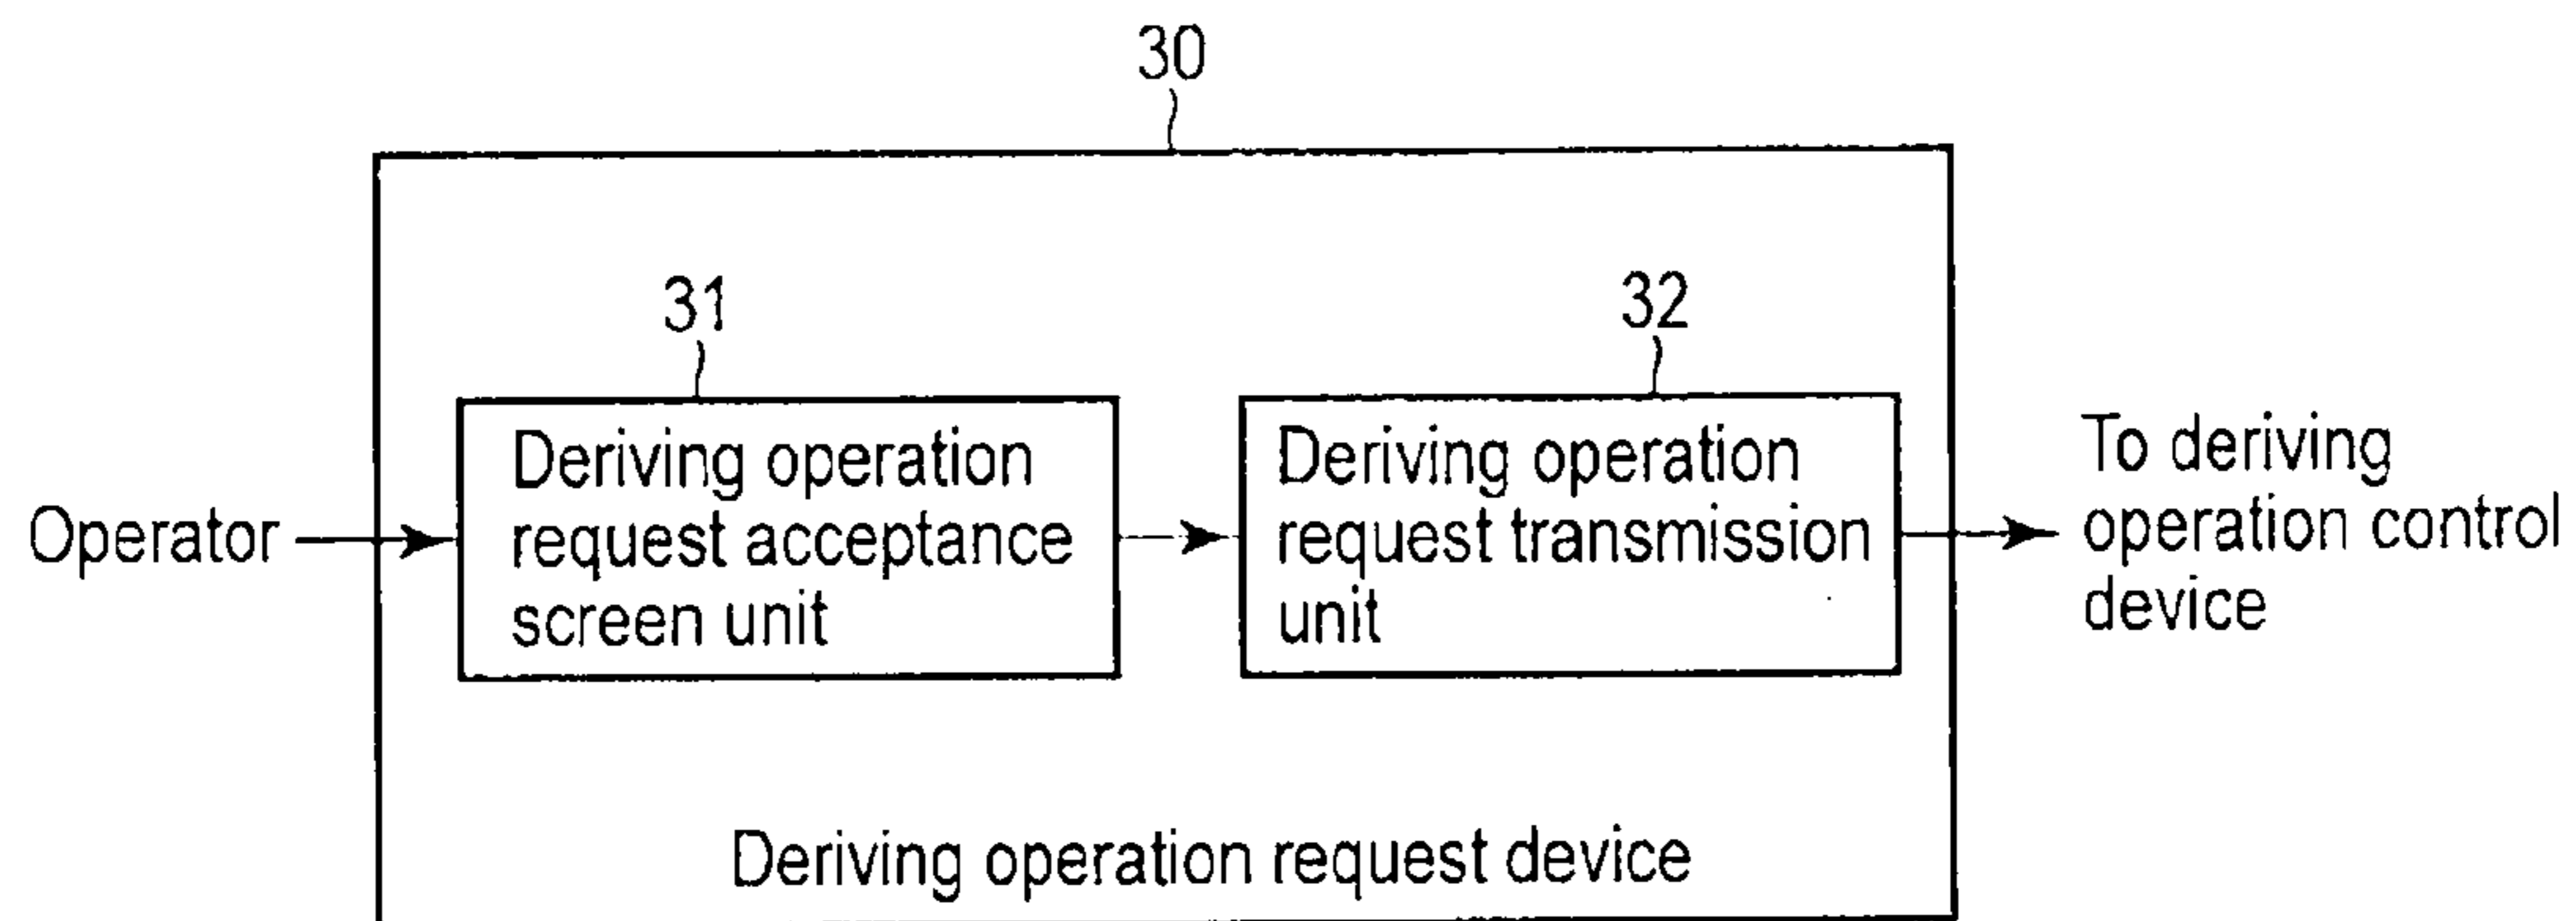 30
31
32
Operator
Deriving operation
request acceptance
screen unit
Deriving operation
request transmission
unit
To deriving
operation control
device
Deriving operation request device